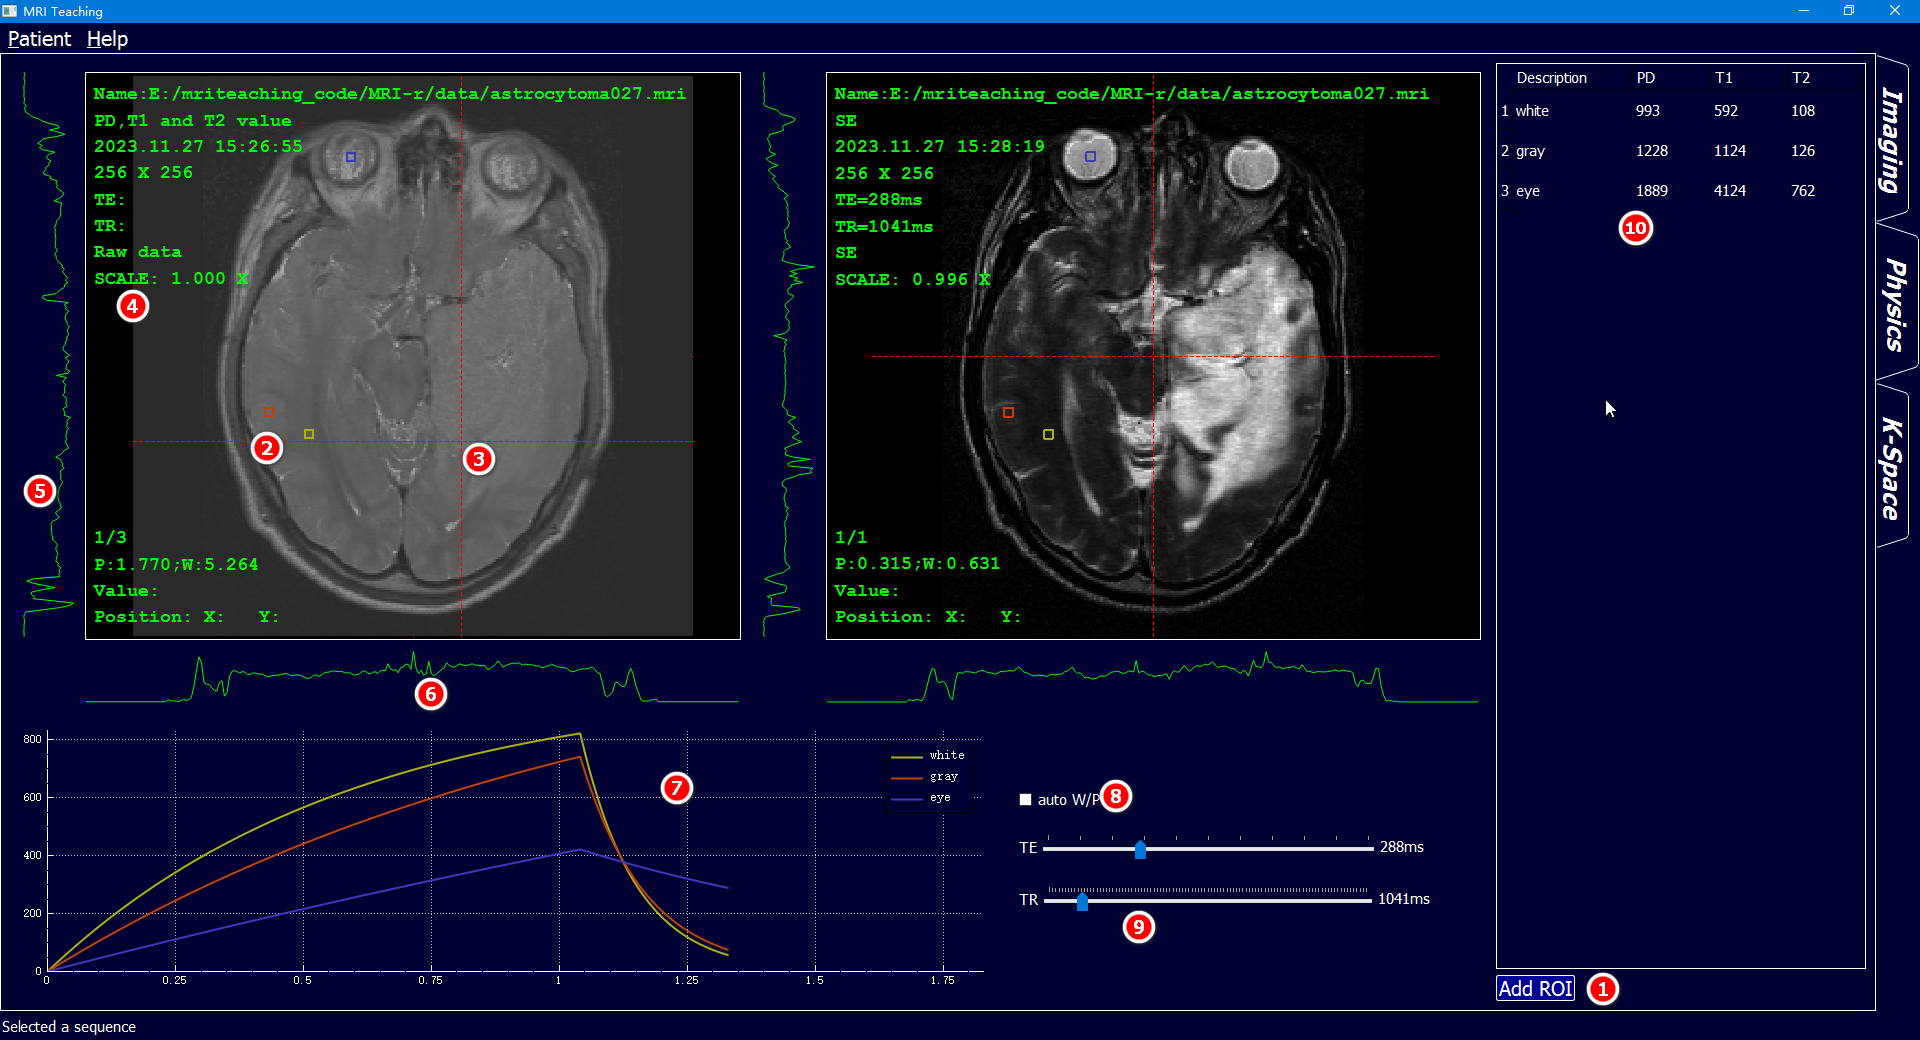 MRI Teaching
Patient Help
Name:E:/mriteaching_code/MRI-r/data/astrocytoma027.mri
PD,T1 and T2 value
2023.11.27 15:26:55
256 X 256
TE:
TR:
Raw data
SCALE: 1.000 X
4
2
3
5
1/3
P:1.770;W:5.264
Value:
Position: X: Y:
6
Name:E:/mriteaching_code/MRI-r/data/astrocytoma027.mri
SE
2023.11.27 15:28:19
256 X 256
TE=288ms
TR=1041ms
SE
SCALE: 0.996 X
1/1
P:0.315;W:0.631
Value:
Position: X: Y:
Description PD T1 T2
1 white 993 592 108
2 gray 1228 1124 126
3 eye 1889 4124 762
10
Imaging
Physics
K-Space
800
600
400
200
0
0 0.25 0.5 0.75 1 1.25 1.5 1.75
white
gray
eye
7
auto W/P
8
TE 288ms
TR 1041ms
9
Add ROI
1
Selected a sequence